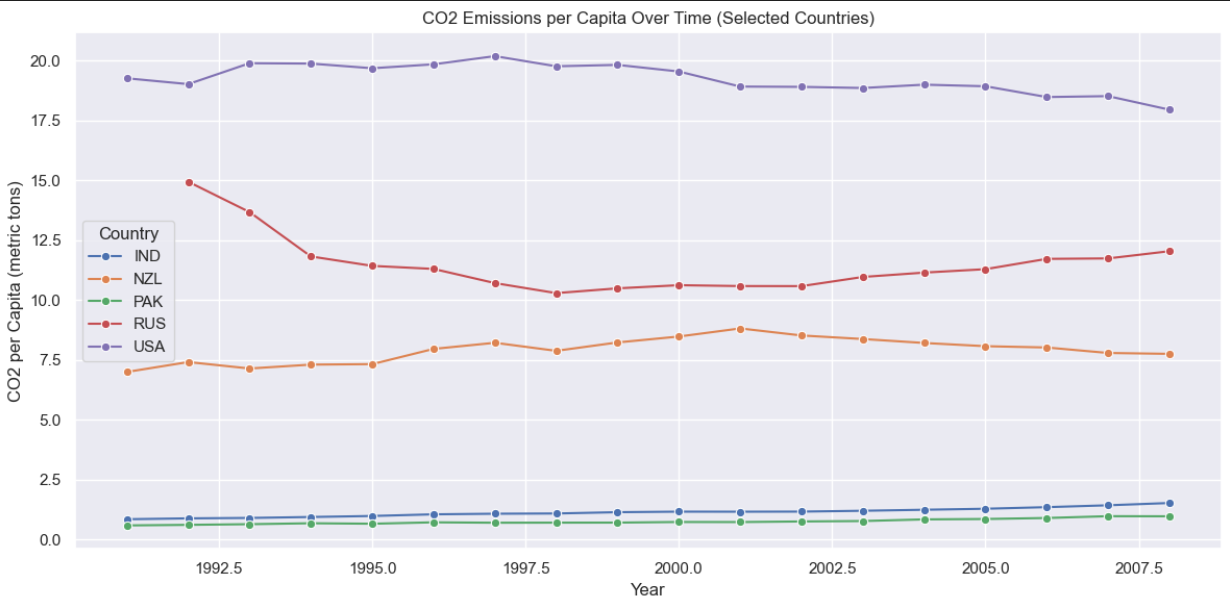 CO2 Emissions per Capita Over Time (Selected Countries)
20.0
17.5
15.0
12.5
10.0
7.5
5.0
2.5
0.0
CO2 per Capita (metric tons)
Country
IND
NZL
PAK
RUS
USA
1992.5 1995.0 1997.5 2000.0 2002.5 2005.0 2007.5
Year